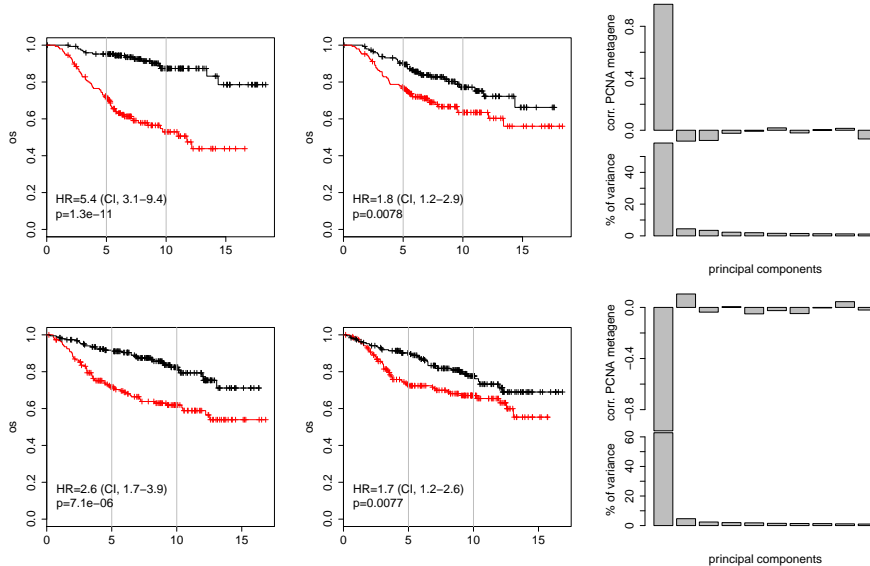 os
0.0 0.2 0.4 0.6 0.8 1.0
0 5 10 15
HR=5.4 (CI, 3.1−9.4)
p=1.3e−11
os
0.0 0.2 0.4 0.6 0.8 1.0
0 5 10 15
HR=1.8 (CI, 1.2−2.9)
p=0.0078
corr. PCNA metagene
0.0 0.4 0.8
% of variance
0 20 40
principal components
os
0.0 0.2 0.4 0.6 0.8 1.0
0 5 10 15
HR=2.6 (CI, 1.7−3.9)
p=7.1e−06
os
0.0 0.2 0.4 0.6 0.8 1.0
0 5 10 15
HR=1.7 (CI, 1.2−2.6)
p=0.0077
corr. PCNA metagene
−0.8 −0.4 0.0
% of variance
0 20 40 60
principal components